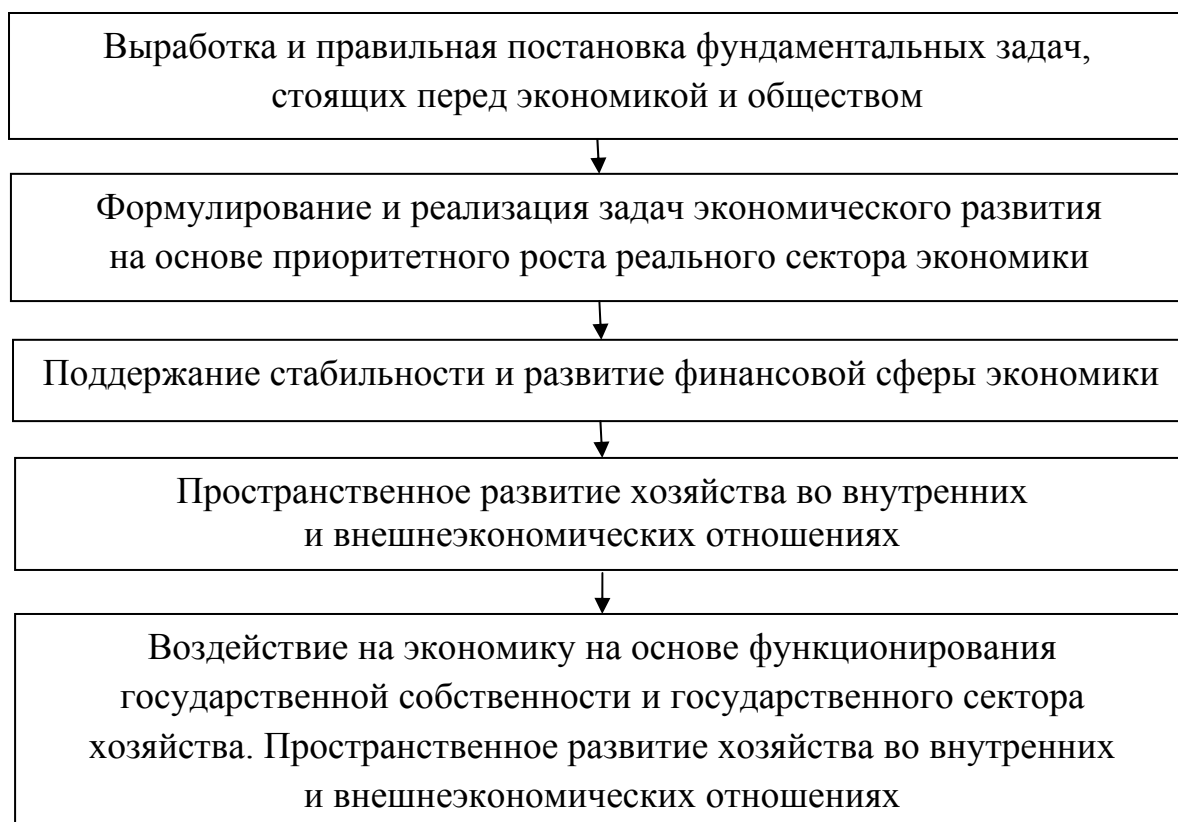 Выработка и правильная постановка фундаментальных задач,
стоящих перед экономикой и обществом
Формулирование и реализация задач экономического развития
на основе приоритетного роста реального сектора экономики
Поддержание стабильности и развитие финансовой сферы экономики
Пространственное развитие хозяйства во внутренних
и внешнеэкономических отношениях
Воздействие на экономику на основе функционирования
государственной собственности и государственного сектора
хозяйства. Пространственное развитие хозяйства во внутренних
и внешнеэкономических отношениях